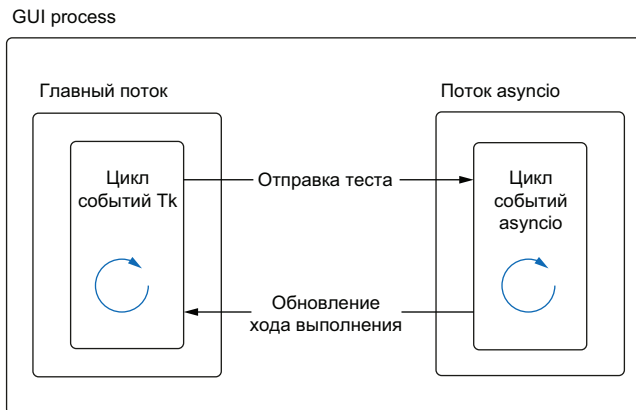 GUI process
Главный поток
Поток asyncio
Цикл
событий Tk
Отправка теста
Цикл
событий
asyncio
Обновление
хода выполнения